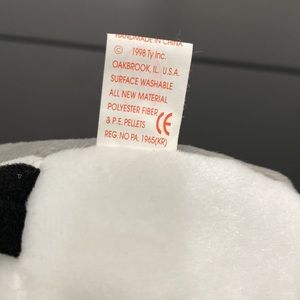 HANDMADE IN CHINA
© 1998 Ty Inc.
OAKBROOK, IL. U.S.A.
SURFACE WASHABLE
ALL NEW MATERIAL
POLYESTER FIBER
& P.E. PELLETS CE
REG. NO PA. 1965(KR)